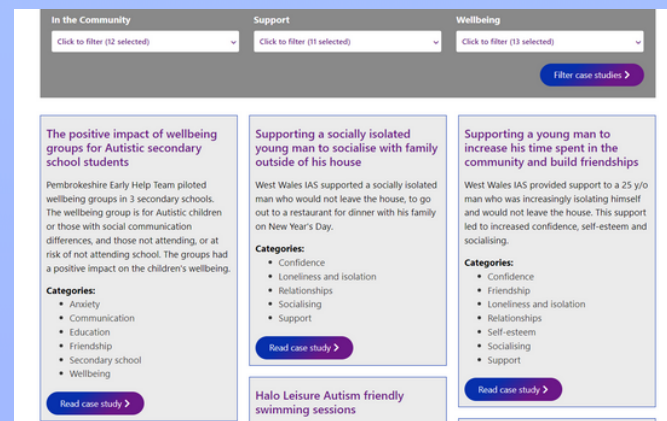 In the Community
Support
Wellbeing
Click to filter (12 selected)
Click to filter (11 selected)
Click to filter (13 selected)
Filter case studies
The positive impact of wellbeing
groups for Autistic secondary
school students
Pembrokeshire Early Help Team piloted
wellbeing groups in 3 secondary schools.
The wellbeing group is for Autistic children
or those with social communication
differences, and those not attending, or at
risk of not attending school. The groups had
a positive impact on the children's wellbeing.
Categories:
Anxiety
Communication
Education
Friendship
Secondary school
Wellbeing
Read case study
Supporting a socially isolated
young man to socialise with family
outside of his house
West Wales IAS supported a socially isolated
man who would not leave the house, to go
out to a restaurant for dinner with his family
on New Year's Day.
Categories:
Confidence
Loneliness and isolation
Relationships
Socialising
Support
Read case study
Halo Leisure Autism friendly
swimming sessions
Supporting a young man to
increase his time spent in the
community and build friendships
West Wales IAS provided support to a 25 y/o
man who was increasingly isolating himself
and would not leave the house. This support
led to increased confidence, self-esteem and
socialising.
Categories:
Confidence
Friendship
Loneliness and isolation
Relationships
Self-esteem
Socialising
Support
Read case study